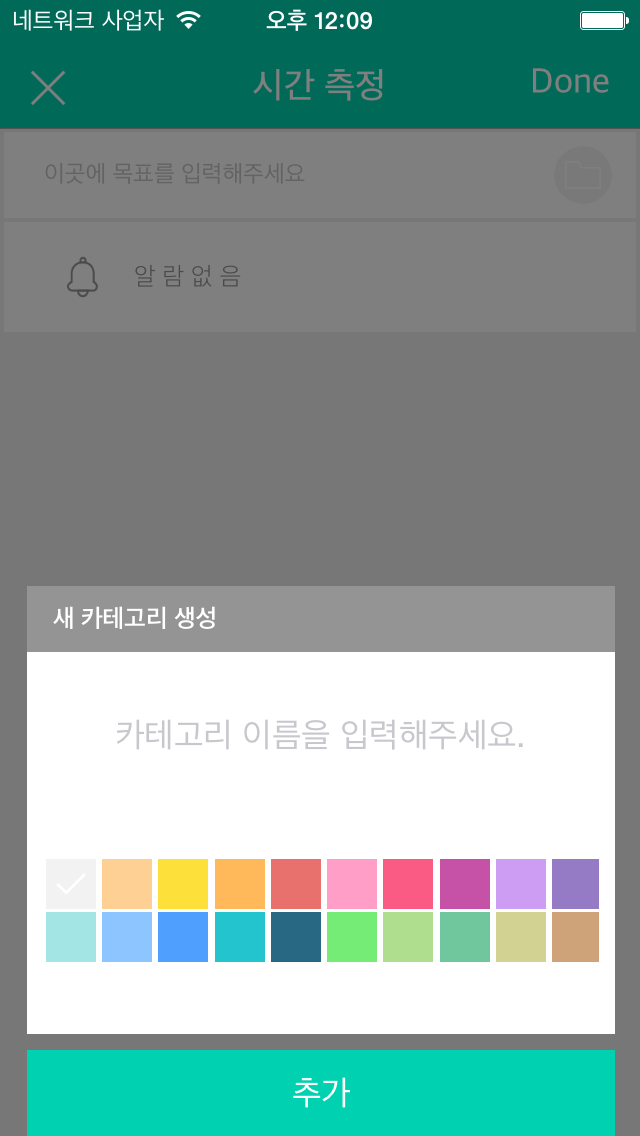 네트워크 사업자 오후 12:09
시간 측정 Done
이곳에 목표를 입력해주세요
알 람 없 음
새 카테고리 생성
카테고리 이름을 입력해주세요.
추가